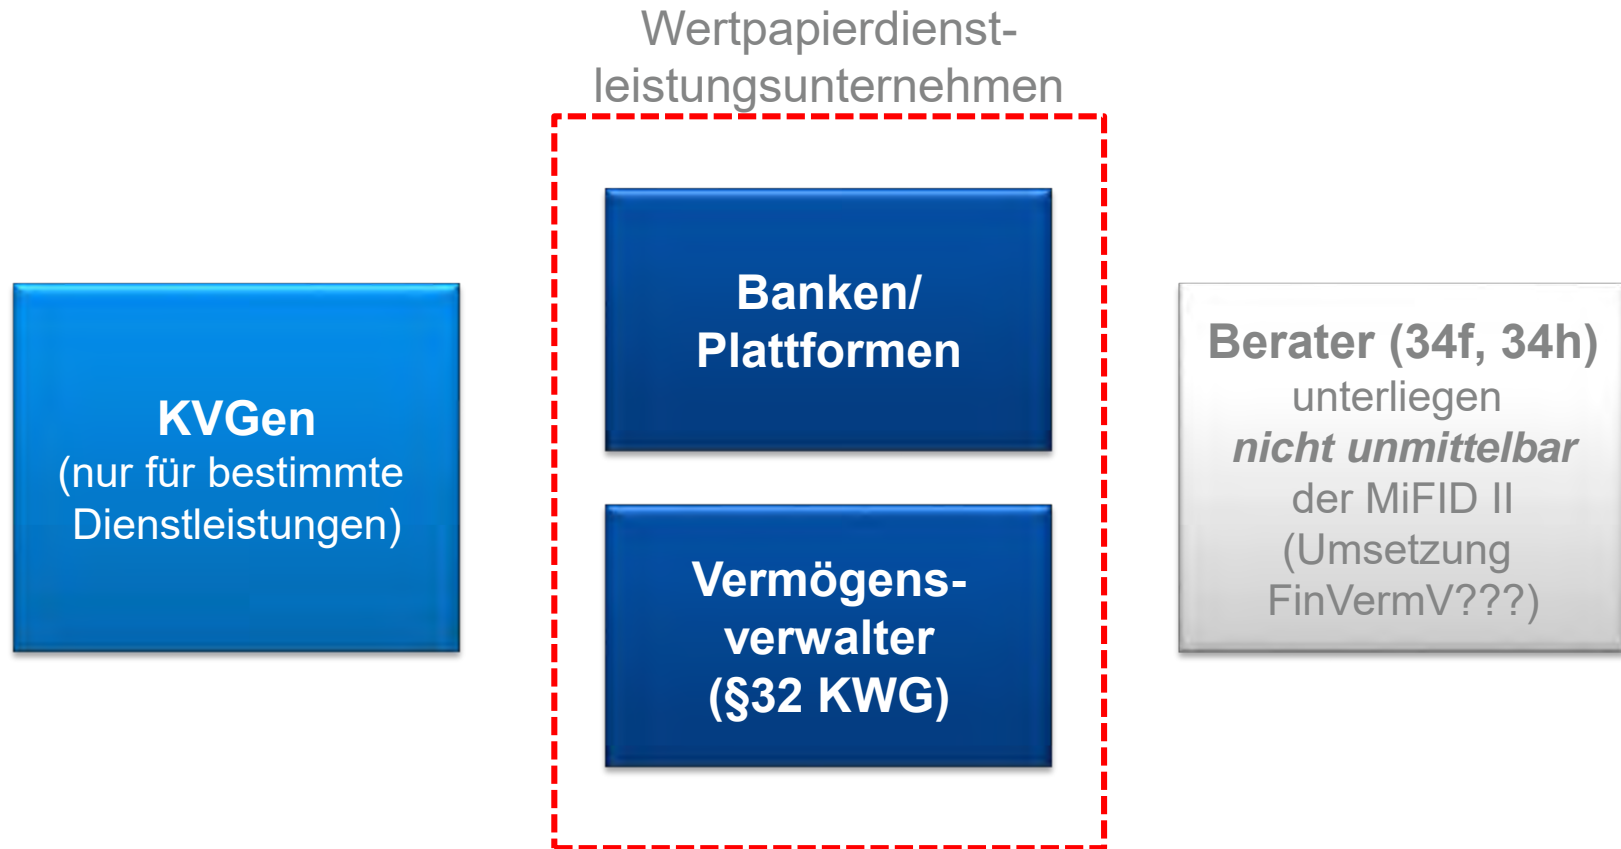 Wertpapierdienst-
leistungsunternehmen
KVGen
(nur für bestimmte
Dienstleistungen)
Banken/
Plattformen
Vermögens-
verwalter
(§32 KWG)
Berater (34f, 34h)
unterliegen
nicht unmittelbar
der MiFID II
(Umsetzung
FinVermV???)